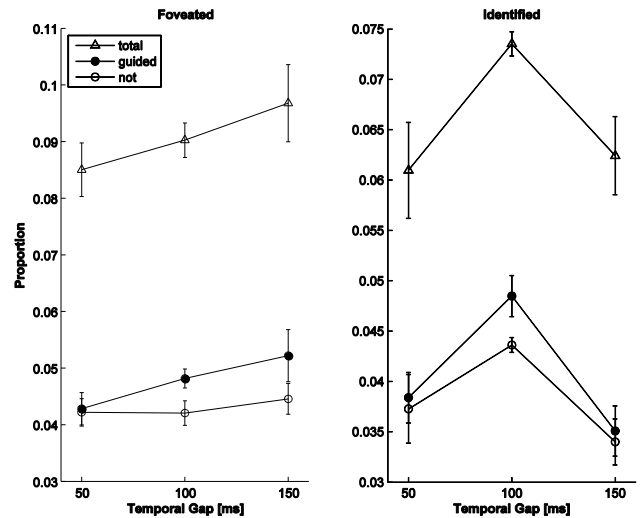 Foveated
0.11
0.1
0.09
0.08
0.07
0.06
0.05
0.04
0.03
Proportion
total
guided
not
50 100 150
Temporal Gap [ms]
Identified
0.075
0.07
0.065
0.06
0.055
0.05
0.045
0.04
0.035
0.03
50 100 150
Temporal Gap [ms]